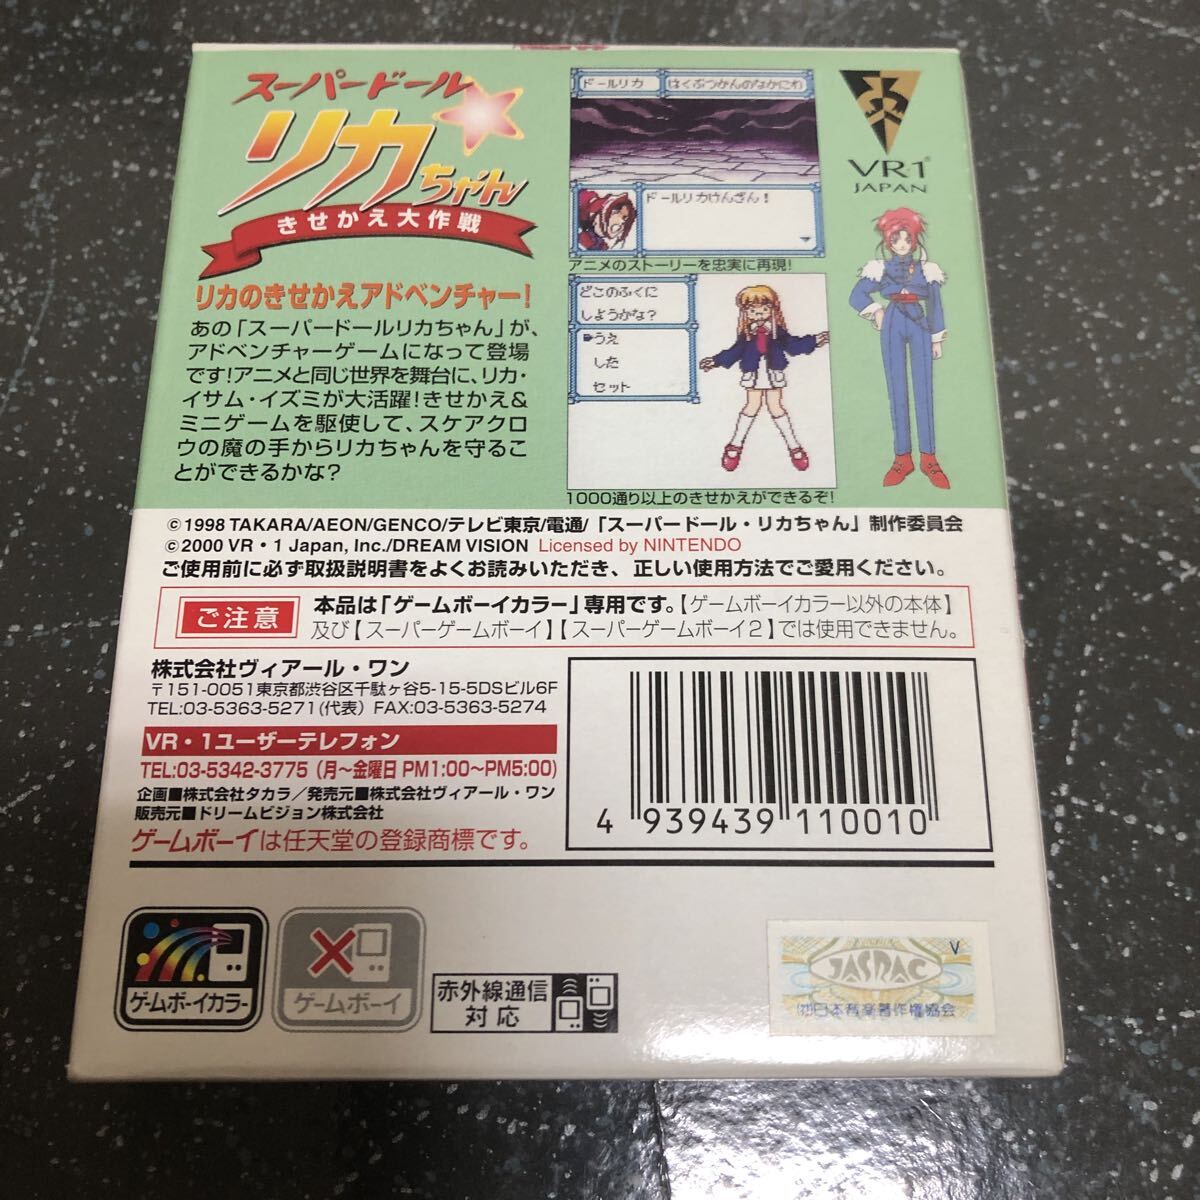 スーパードール
リカちゃん
きせかえ大作戦
リカのきせかえアドベンチャー!
あの「スーパードールリカちゃん」が、
アドベンチャーゲームになって登場
です!アニメと同じ世界を舞台に、リカ・
イサム・イズミが大活躍!きせかえ&
ミニゲームを駆使して、スケアクロ
ウの魔の手からリカちゃんを守るこ
とができるかな?
ドールリカ
はくぶつかんのなかにわ
ドールリカけんざん!
アニメのストーリーを忠実に再現!
どこのふくに
しようかな?
うえ
した
セット
1000通り以上のきせかえができるぞ!
VR1
JAPAN
©1998 TAKARA/AEON/GENCO/テレビ東京/電通/「スーパードール・リカちゃん」制作委員会
©2000 VR・1 Japan, Inc./DREAM VISION Licensed by NINTENDO
ご使用前に必ず取扱説明書をよくお読みいただき、正しい使用方法でご愛用ください。
ご注意
本品は「ゲームボーイカラー」専用です。【ゲームボーイカラー以外の本体】
及び【スーパーゲームボーイ】【スーパーゲームボーイ2】では使用できません。
株式会社ヴィアール・ワン
〒151-0051東京都渋谷区千駄ヶ谷5-15-5DSビル6F
TEL:03-5363-5271(代表) FAX:03-5363-5274
VR・1ユーザーテレフォン
TEL:03-5342-3775 (月〜金曜日 PM1:00〜PM5:00)
企画■株式会社タカラ/発売元■株式会社ヴィアール・ワン
販売元■ドリームビジョン株式会社
ゲームボーイは任天堂の登録商標です。
4 939439 110010
ゲームボーイカラー
ゲームボーイ
赤外線通信
対応
V
JASRAC
(社)日本音楽著作権協会